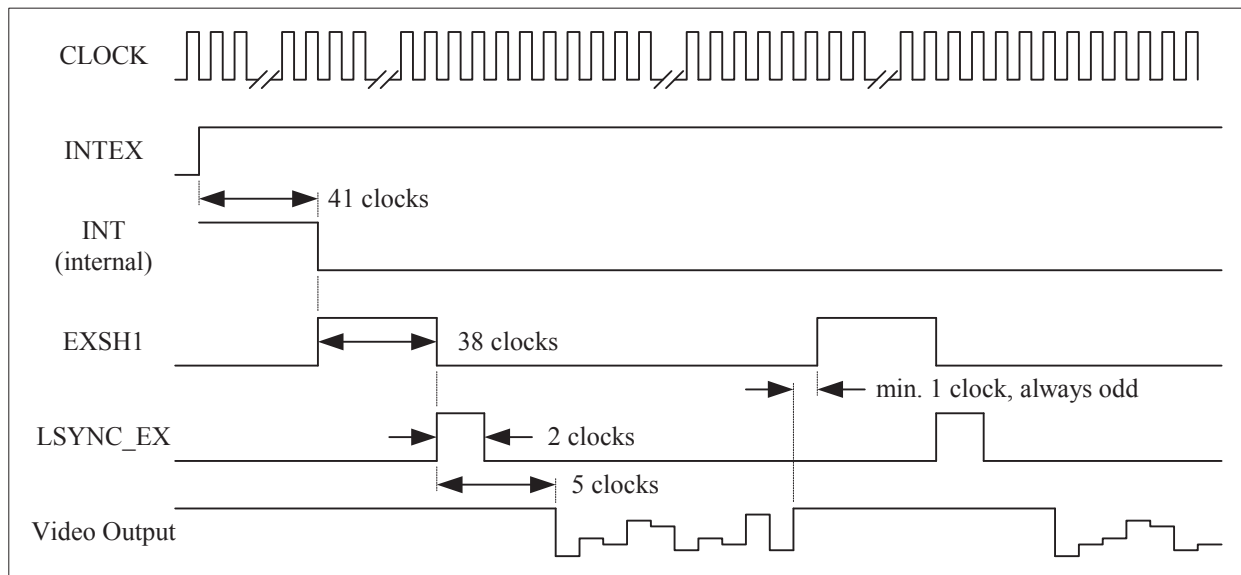 CLOCK
INTEX
41 clocks
INT
(internal)
EXSH1
38 clocks
min. 1 clock, always odd
LSYNC_EX
2 clocks
5 clocks
Video Output